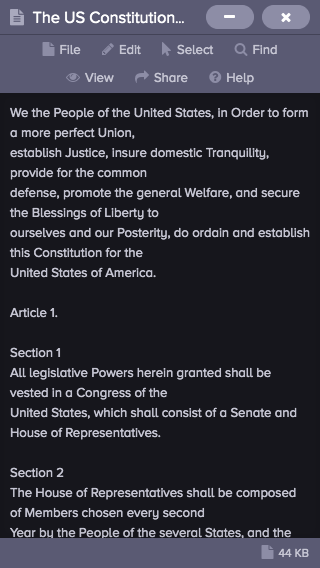 The US Constitution...
File Edit Select Find
View Share Help
We the People of the United States, in Order to form
a more perfect Union,
establish Justice, insure domestic Tranquility,
provide for the common
defense, promote the general Welfare, and secure
the Blessings of Liberty to
ourselves and our Posterity, do ordain and establish
this Constitution for the
United States of America.
Article 1.
Section 1
All legislative Powers herein granted shall be
vested in a Congress of the
United States, which shall consist of a Senate and
House of Representatives.
Section 2
The House of Representatives shall be composed
of Members chosen every second
Year by the People of the several States, and the
44 KB